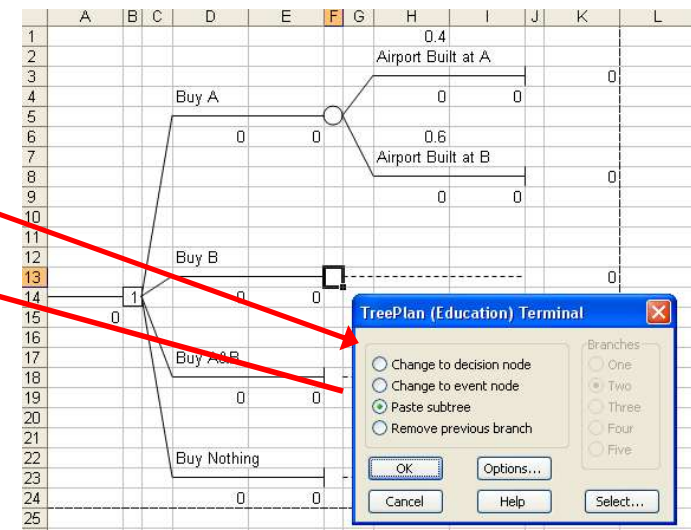 A B C D E F G H I J K L
1 0.4
2 Airport Built at A
3 0
4 Buy A 0 0
5
6 0 0 0.6
7 Airport Built at B
8 0
9 0 0
10
11
12 Buy B
13 0
14 1 0 0
15 0
16
17 Buy A&B
18
19 0 0
20
21
22 Buy Nothing
23
24 0 0
25
TreePlan (Education) Terminal
Branches
Change to decision node One
Change to event node Two
Paste subtree Three
Remove previous branch Four
Five
OK Options...
Cancel Help Select...